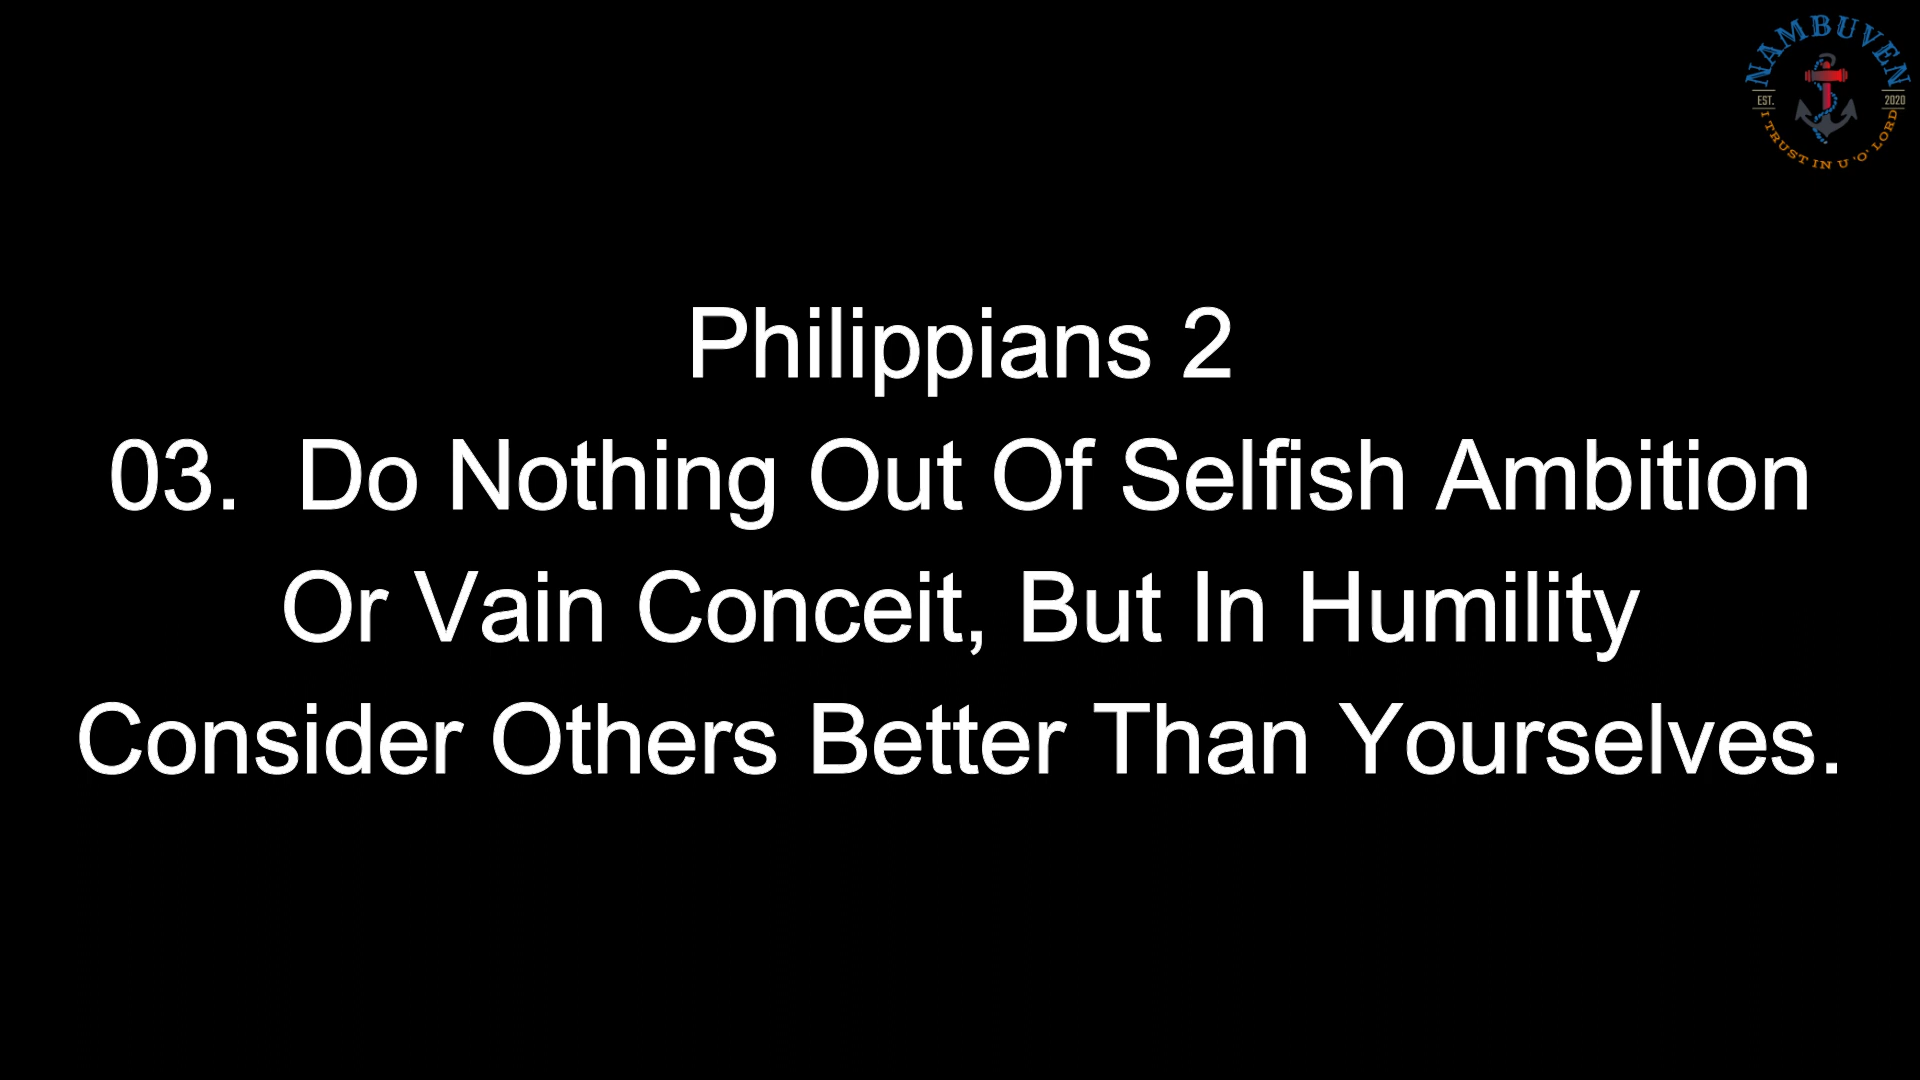 NAMBUVEN
EST. 2020
I TRUST IN U 'O' LORD
Philippians 2
03.  Do Nothing Out Of Selfish Ambition
Or Vain Conceit, But In Humility
Consider Others Better Than Yourselves.